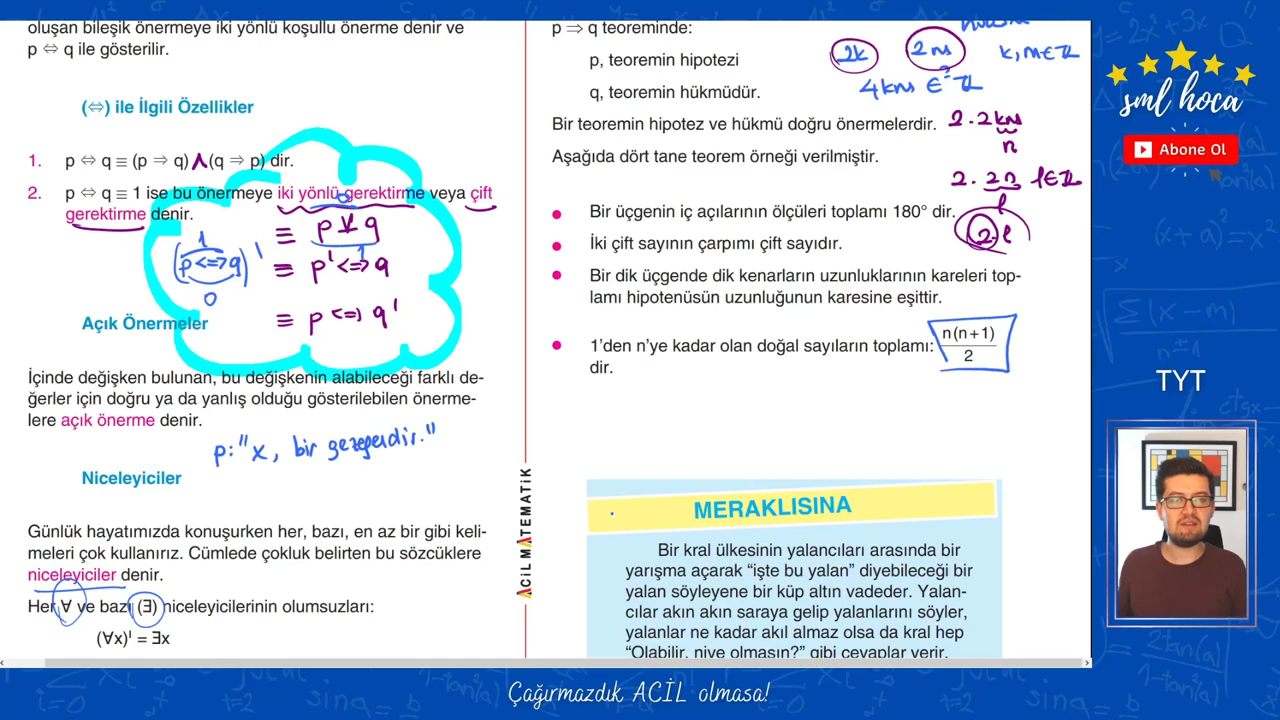 oluşan bileşik önermeye iki yönlü koşullu önerme denir ve
p ⇔ q ile gösterilir.
(⇔) ile İlgili Özellikler
1. p ⇔ q ≡ (p ⇒ q) ∧ (q ⇒ p) dir.
2. p ⇔ q ≡ 1 ise bu önermeye iki yönlü gerektirme veya çift
gerektirme denir.
0
≡ p ⊻ q
1
1
(p <=> q)'
0
≡ p' <=> q
≡ p <=> q'
Açık Önermeler
İçinde değişken bulunan, bu değişkenin alabileceği farklı de-
ğerler için doğru ya da yanlış olduğu gösterilebilen önerme-
lere açık önerme denir.
p: "x, bir gezegendir."
Niceleyiciler
Günlük hayatımızda konuşurken her, bazı, en az bir gibi keli-
meleri çok kullanırız. Cümlede çokluk belirten bu sözcüklere
niceleyiciler denir.
Her ∀ ve bazı (∃) niceleyicilerinin olumsuzları:
(∀x)' = ∃x
ACİL MATEMATİK
p ⇒ q teoreminde:
p, teoremin hipotezi
q, teoremin hükmüdür.
Bir teoremin hipotez ve hükmü doğru önermelerdir.
Aşağıda dört tane teorem örneği verilmiştir.
2k 2m k, m ∈ Z
4km ∈? Z
2.2km
n
2.2n l ∈ Z
l
2.l
• Bir üçgenin iç açılarının ölçüleri toplamı 180° dir.
• İki çift sayının çarpımı çift sayıdır.
• Bir dik üçgende dik kenarların uzunluklarının kareleri top-
lamı hipotenüsün uzunluğunun karesine eşittir.
• 1'den n'ye kadar olan doğal sayıların toplamı: n(n+1)/2
dir.
MERAKLISINA
Bir kral ülkesinin yalancıları arasında bir
yarışma açarak "işte bu yalan" diyebileceği bir
yalan söyleyene bir küp altın vadeder. Yalan-
cılar akın akın saraya gelip yalanlarını söyler,
yalanlar ne kadar akıl almaz olsa da kral hep
"Olabilir, niye olmasın?" gibi cevaplar verir.
sml hoca
Abone Ol
TYT
Çağırmazdık ACİL olmasa!